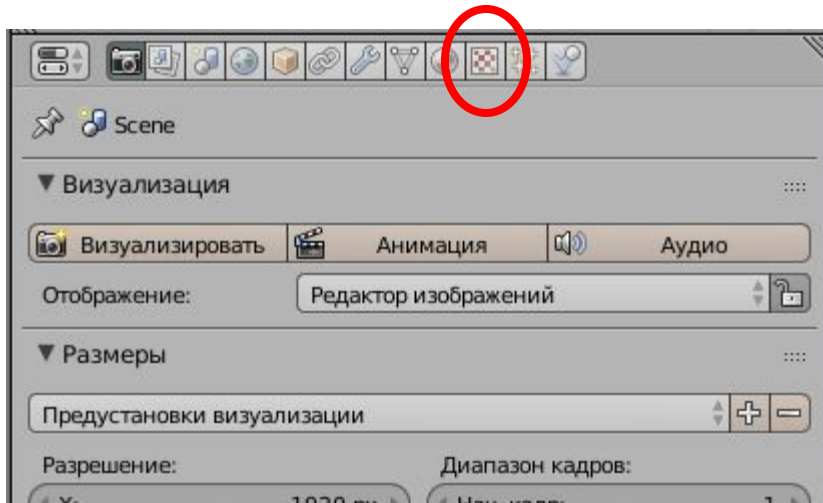 Scene
Визуализация
Визуализировать Анимация Аудио
Отображение: Редактор изображений
Размеры
Предустановки визуализации
Разрешение: Диапазон кадров: